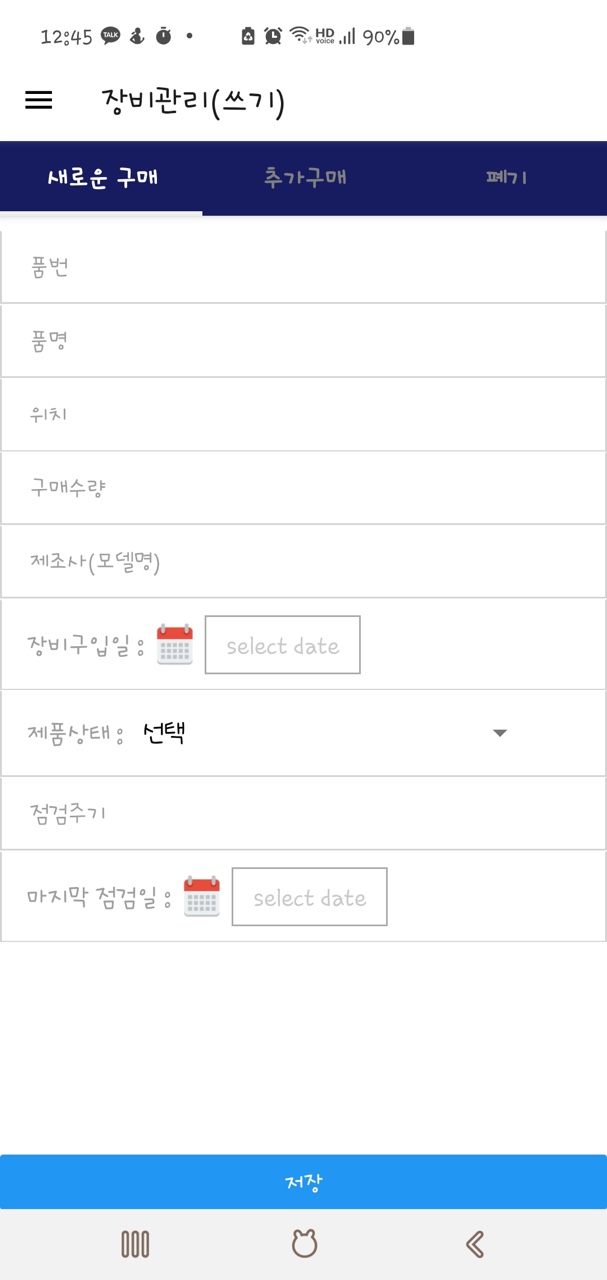 12:45 TALK HD voice 90%
장비관리(쓰기)
새로운 구매 추가구매 폐기
품번
품명
위치
구매수량
제조사(모델명)
장비구입일 : select date
제품상태 : 선택
점검주기
마지막 점검일 : select date
저장